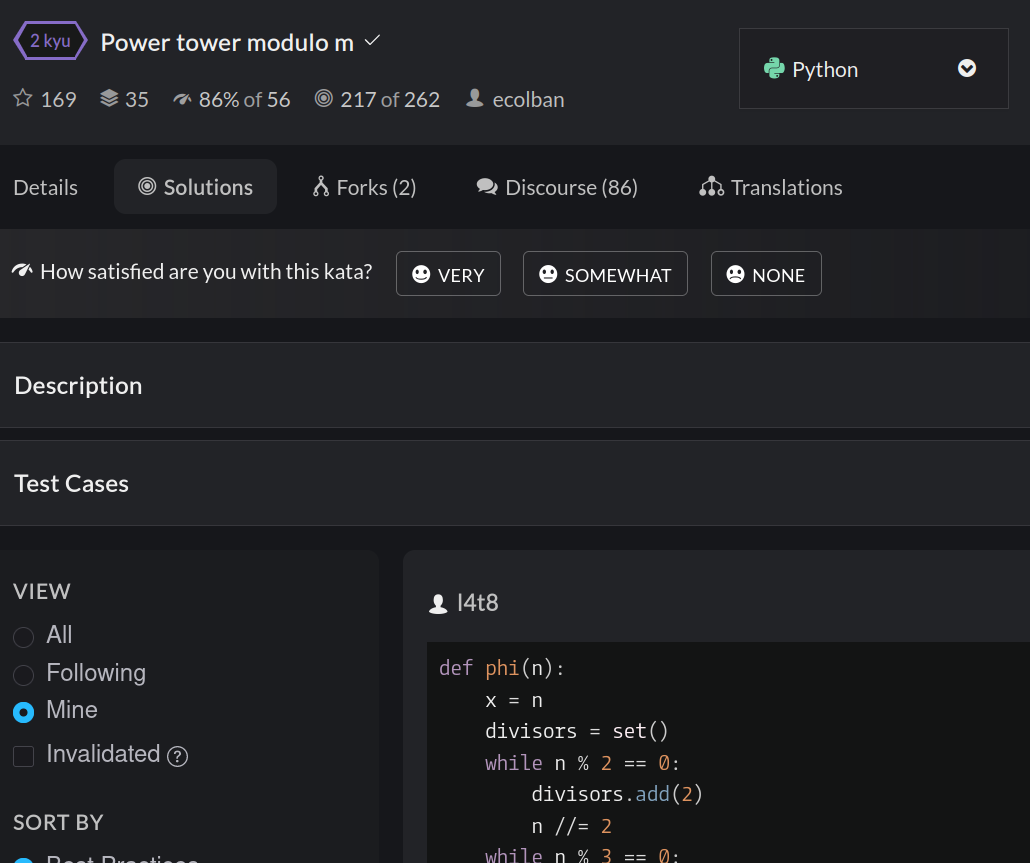 2 kyu Power tower modulo m
Python
169 35 86% of 56 217 of 262 ecolban
Details Solutions Forks (2) Discourse (86) Translations
How satisfied are you with this kata? VERY SOMEWHAT NONE
Description
Test Cases
VIEW
All
Following
Mine
Invalidated ?
SORT BY
Best Practices
l4t8
def phi(n):
    x = n
    divisors = set()
    while n % 2 == 0:
        divisors.add(2)
        n //= 2
    while n % 3 == 0: